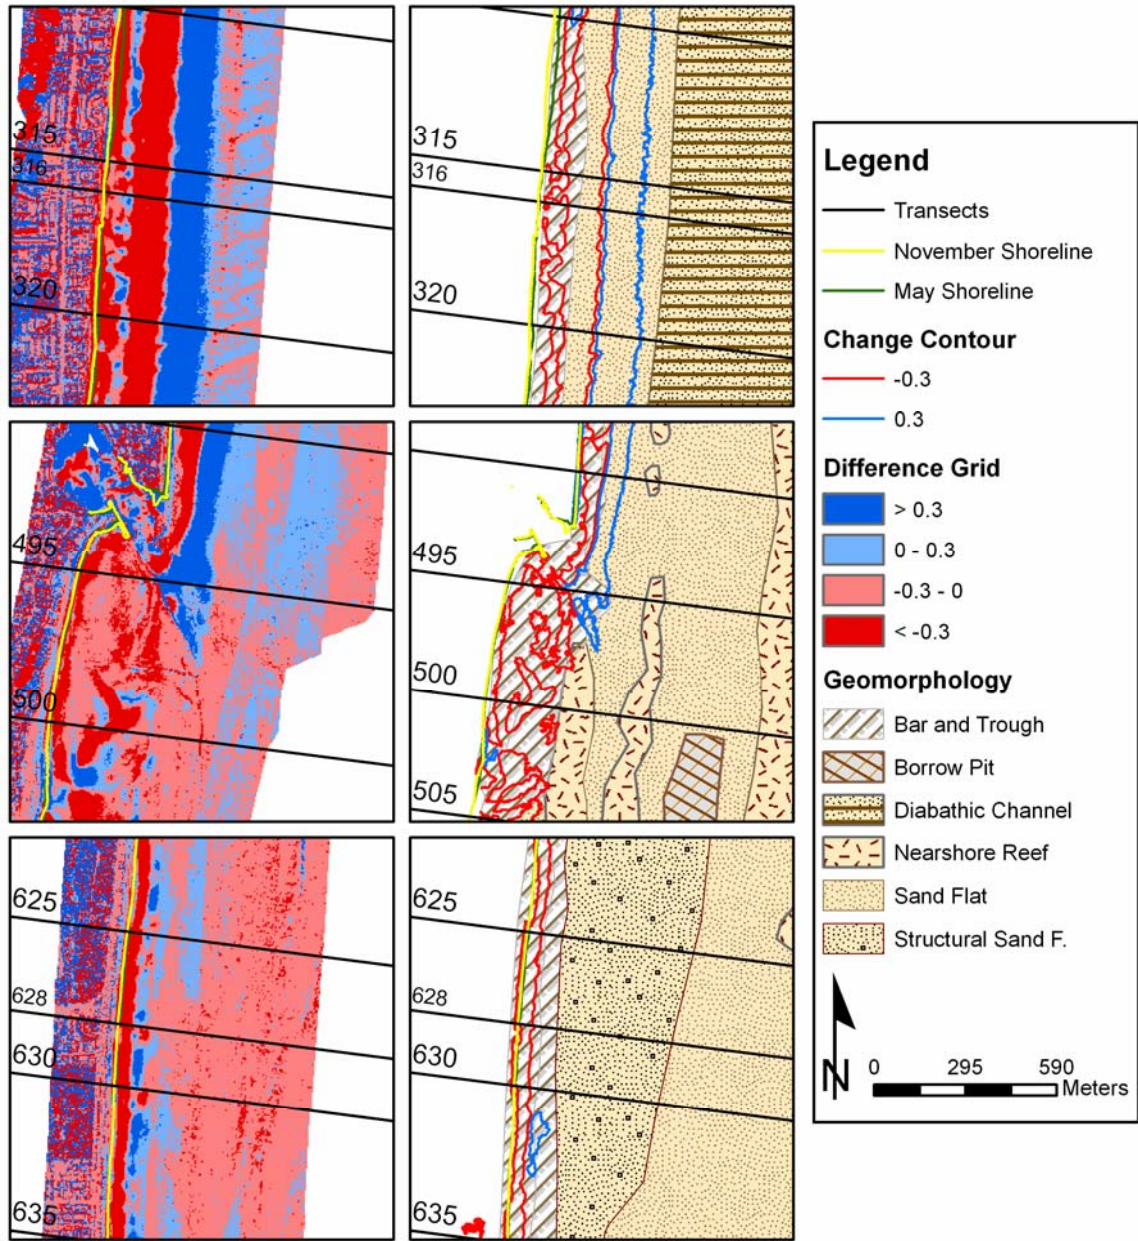 315
316
320
315
316
320
495
500
495
500
505
625
628
630
635
625
628
630
635
Legend
Transects
November Shoreline
May Shoreline
Change Contour
-0.3
0.3
Difference Grid
> 0.3
0 - 0.3
-0.3 - 0
< -0.3
Geomorphology
Bar and Trough
Borrow Pit
Diabathic Channel
Nearshore Reef
Sand Flat
Structural Sand F.
N
0 295 590
Meters